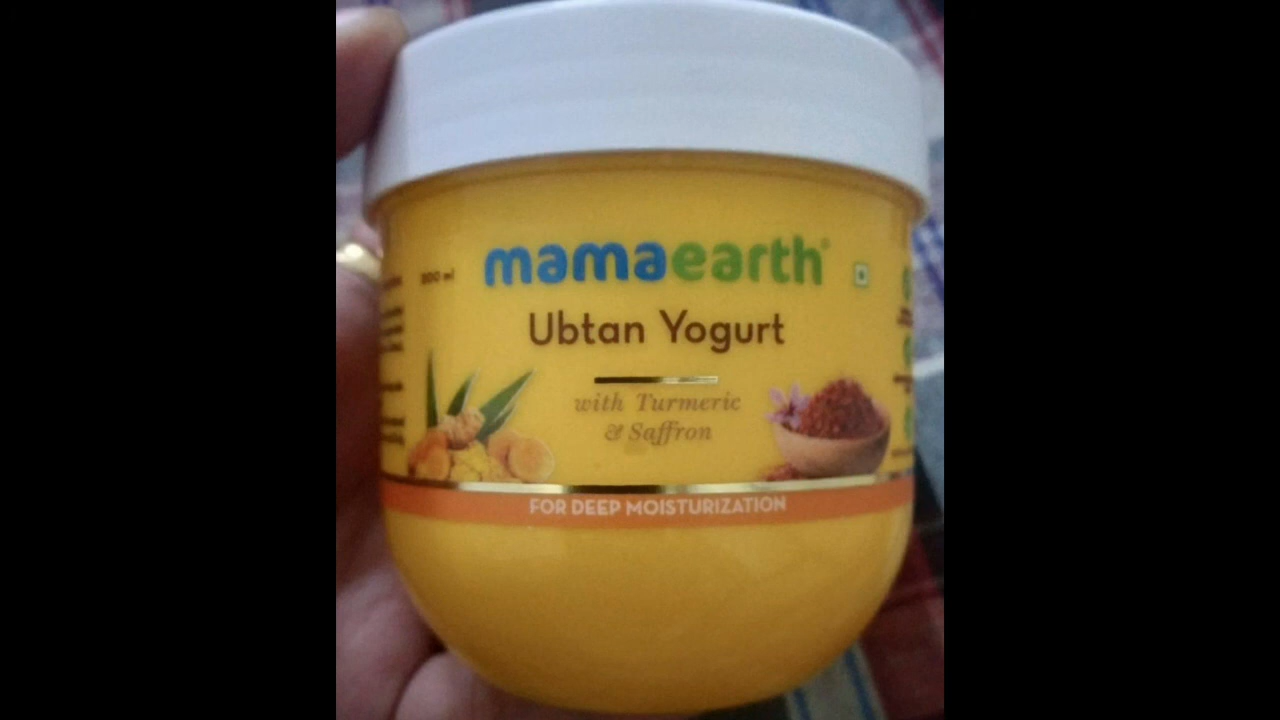 mamaearth®
Ubtan Yogurt
with Turmeric
& Saffron
FOR DEEP MOISTURIZATION